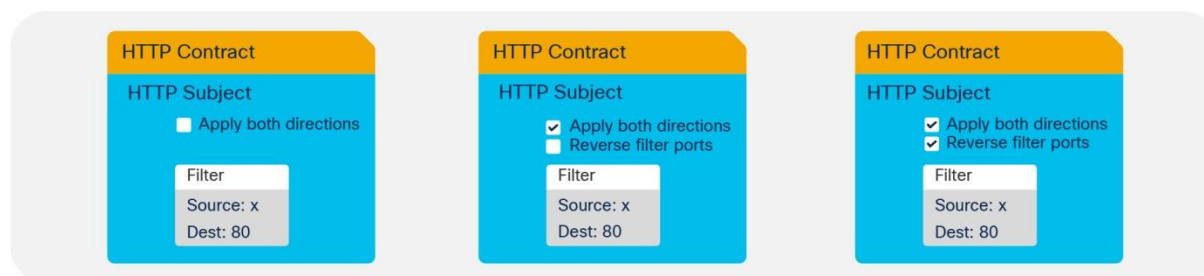 HTTP Contract
HTTP Subject
Apply both directions
Filter
Source: x
Dest: 80
HTTP Contract
HTTP Subject
Apply both directions
Reverse filter ports
Filter
Source: x
Dest: 80
HTTP Contract
HTTP Subject
Apply both directions
Reverse filter ports
Filter
Source: x
Dest: 80